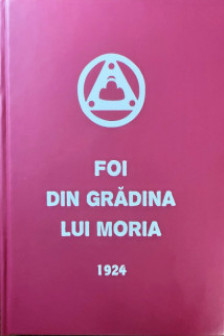 FOI
DIN GRĂDINA
LUI MORIA
1924